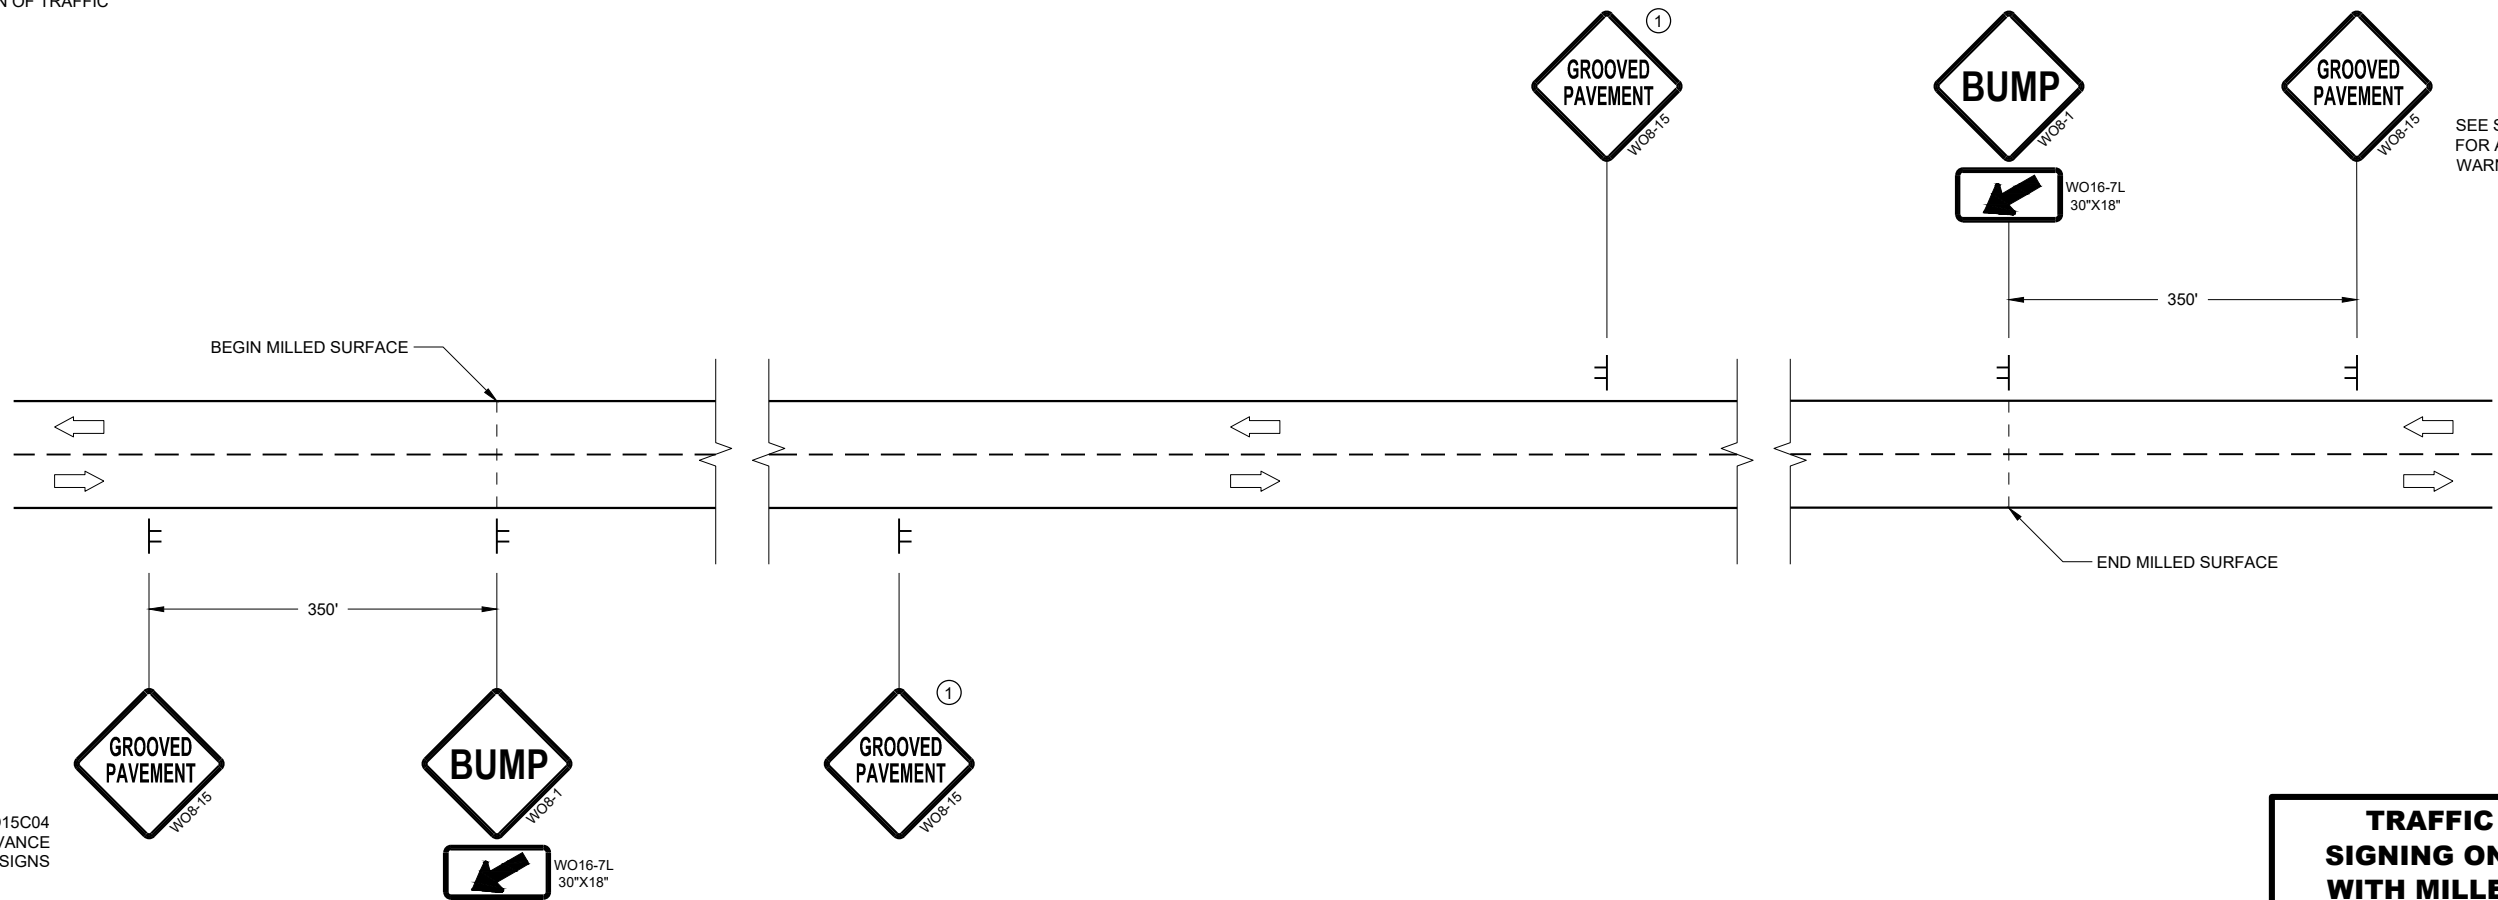 OF TRAFFIC
1
GROOVED
PAVEMENT
WO8-15
BUMP
WO8-1
WO16-7L
30"X18"
GROOVED
PAVEMENT
WO8-15
SEE
FOR
350'
BEGIN MILLED SURFACE
END MILLED SURFACE
350'
GROOVED
PAVEMENT
WO8-15
BUMP
WO8-1
WO16-7L
30"X18"
1
GROOVED
PAVEMENT
WO8-15
15C04
VANCE
SIGNS
TRAFFIC
SIGNING ON
WITH MILLE